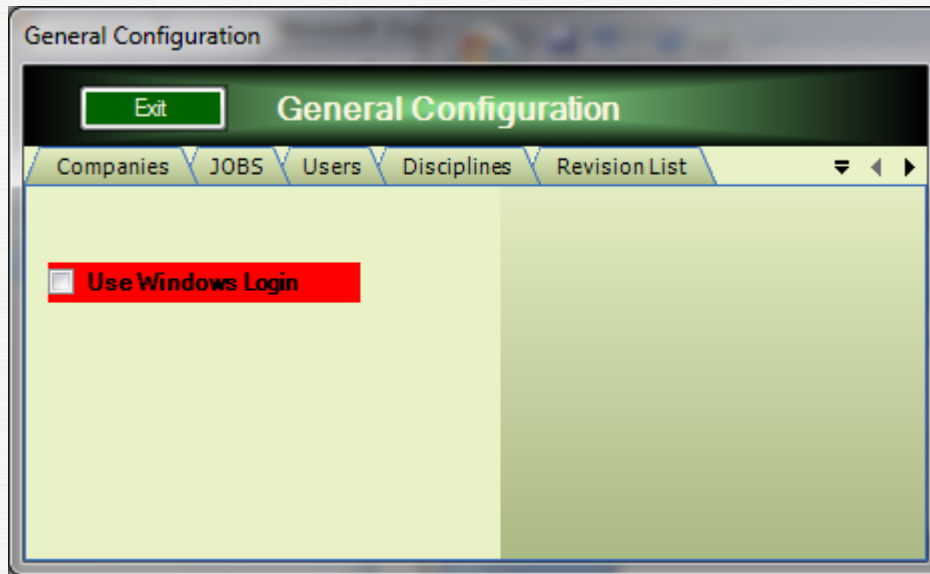 General Configuration
Exit General Configuration
Companies JOBS Users Disciplines Revision List
Use Windows Login